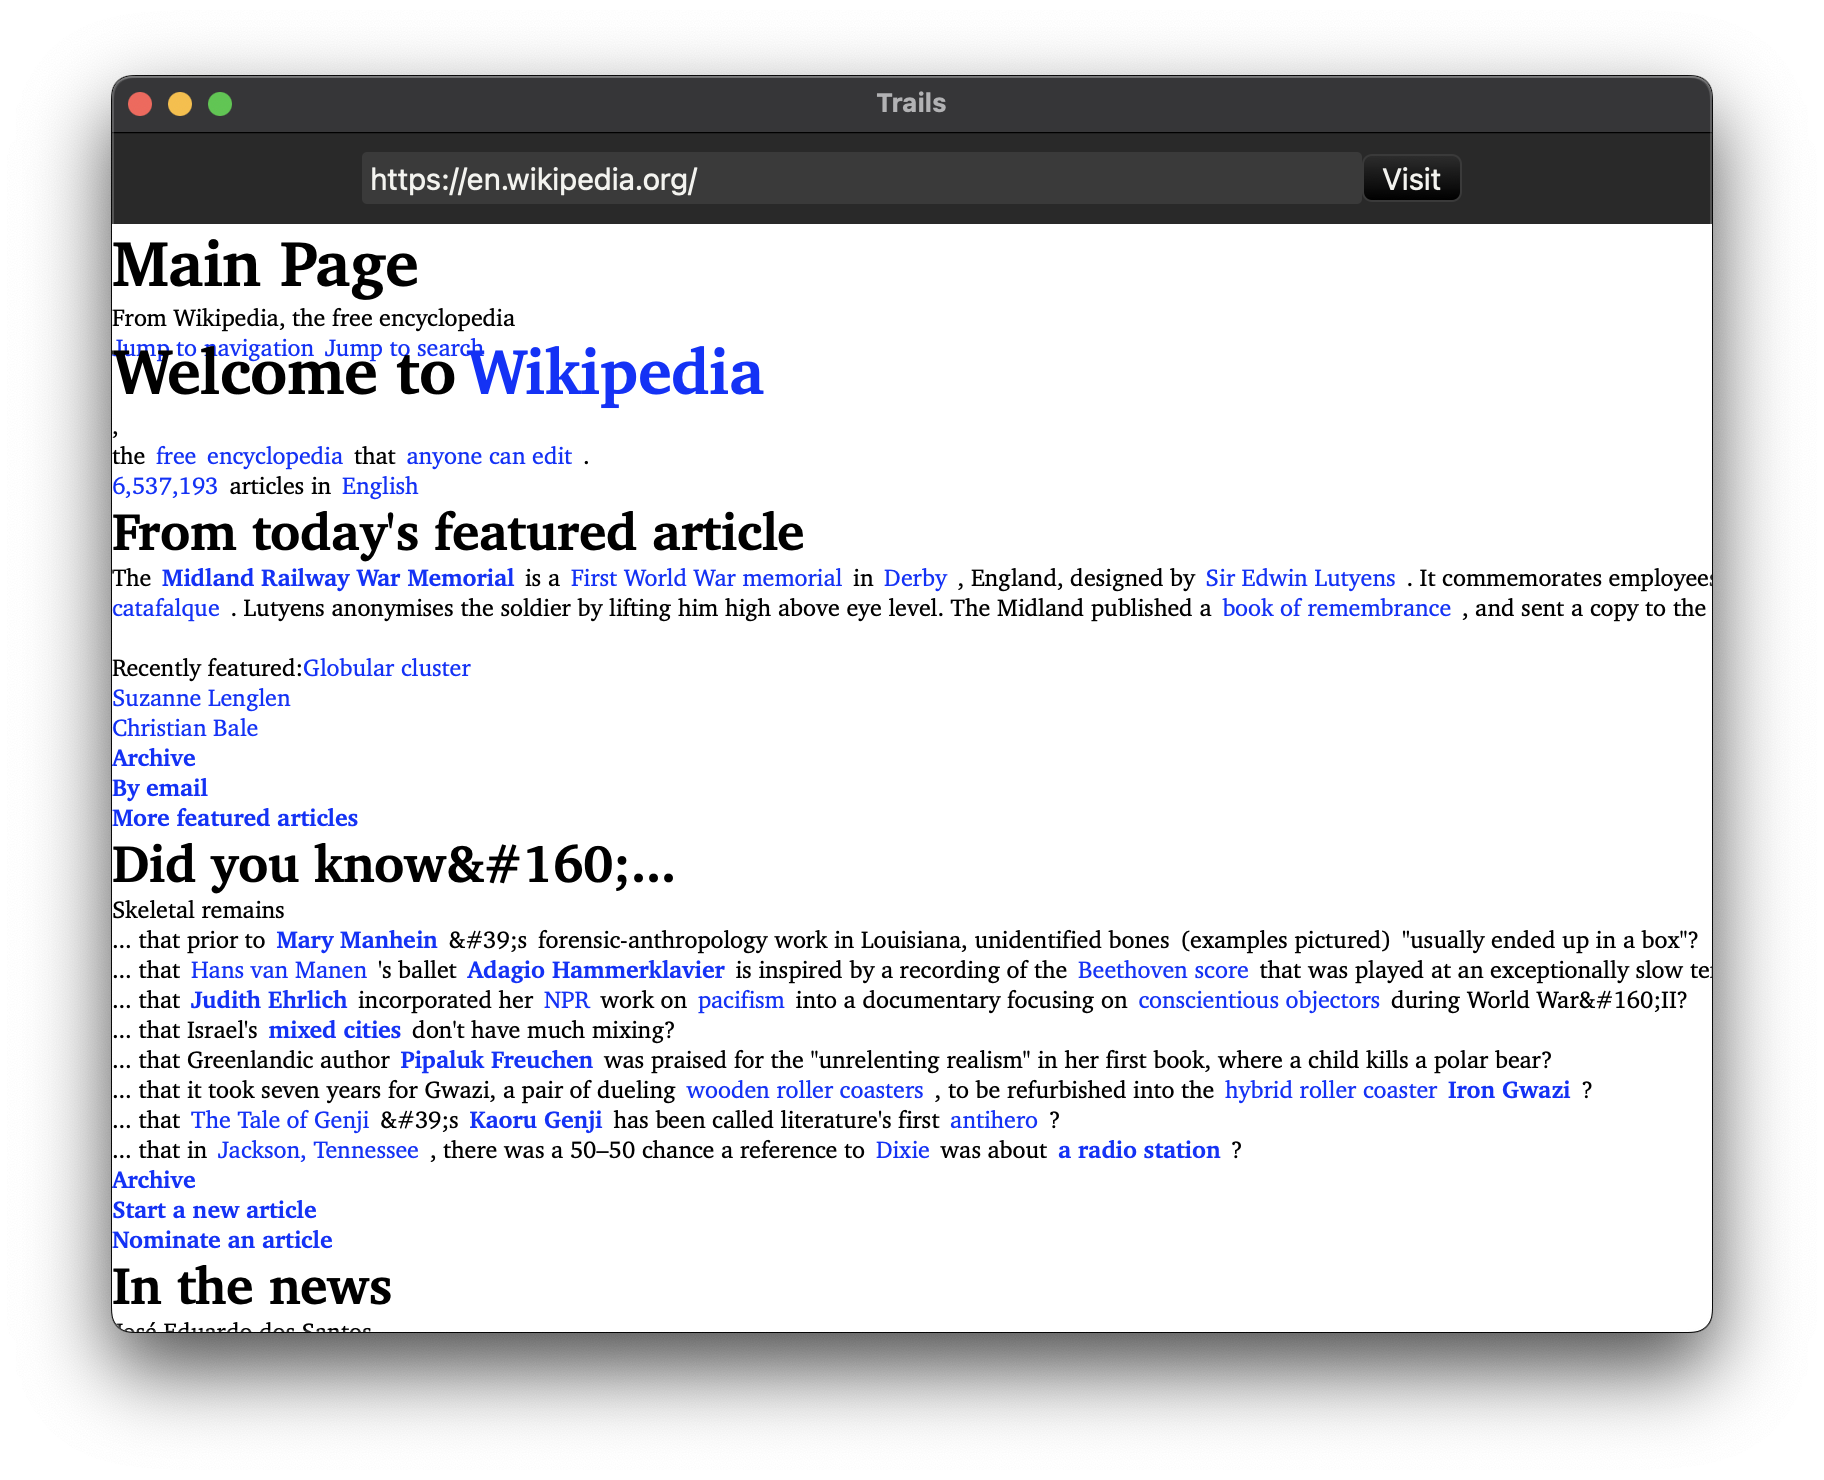 Trails
https://en.wikipedia.org/
Visit
Main Page
From Wikipedia, the free encyclopedia
Jump to navigation Jump to search
Welcome to Wikipedia
,
the free encyclopedia that anyone can edit .
6,537,193 articles in English
From today's featured article
The Midland Railway War Memorial is a First World War memorial in Derby , England, designed by Sir Edwin Lutyens . It commemorates employees
catafalque . Lutyens anonymises the soldier by lifting him high above eye level. The Midland published a book of remembrance , and sent a copy to the
Recently featured:Globular cluster
Suzanne Lenglen
Christian Bale
Archive
By email
More featured articles
Did you know&#160;...
Skeletal remains
... that prior to Mary Manhein &#39;s forensic-anthropology work in Louisiana, unidentified bones (examples pictured) "usually ended up in a box"?
... that Hans van Manen 's ballet Adagio Hammerklavier is inspired by a recording of the Beethoven score that was played at an exceptionally slow
... that Judith Ehrlich incorporated her NPR work on pacifism into a documentary focusing on conscientious objectors during World War&#160;II?
... that Israel's mixed cities don't have much mixing?
... that Greenlandic author Pipaluk Freuchen was praised for the "unrelenting realism" in her first book, where a child kills a polar bear?
... that it took seven years for Gwazi, a pair of dueling wooden roller coasters , to be refurbished into the hybrid roller coaster Iron Gwazi ?
... that The Tale of Genji &#39;s Kaoru Genji has been called literature's first antihero ?
... that in Jackson, Tennessee , there was a 50–50 chance a reference to Dixie was about a radio station ?
Archive
Start a new article
Nominate an article
In the news
José Eduardo dos Santos